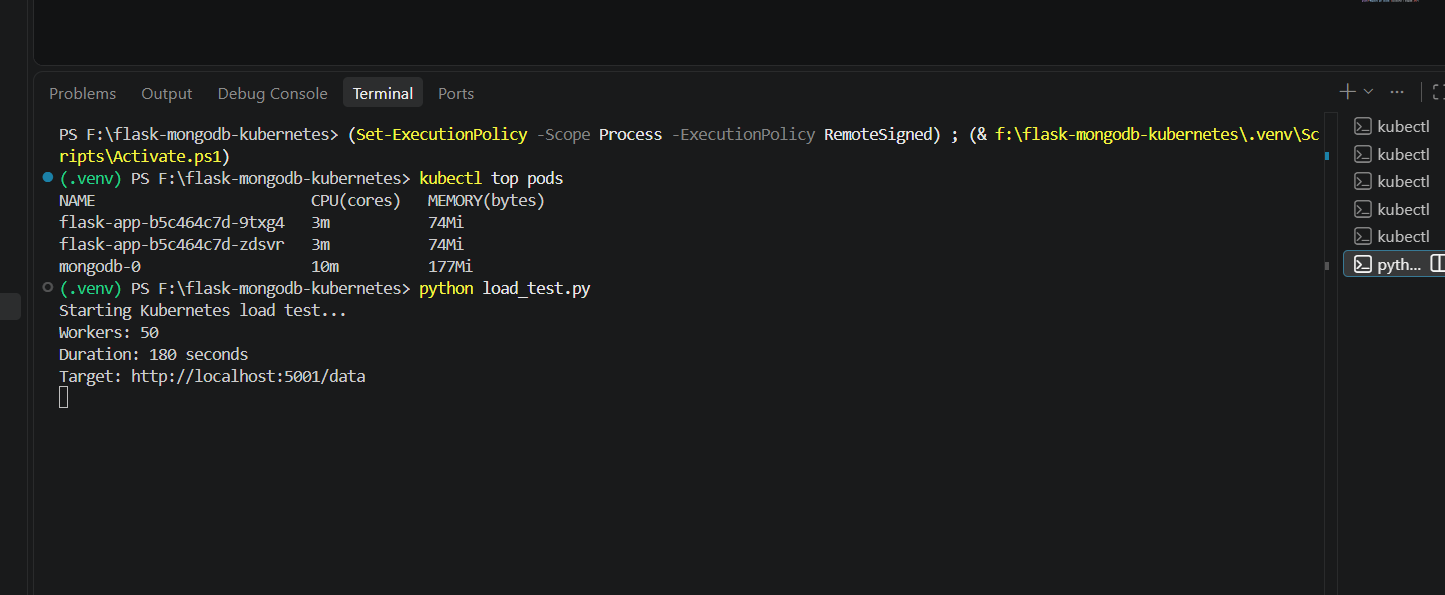 Problems Output Debug Console Terminal Ports
PS F:\flask-mongodb-kubernetes> (Set-ExecutionPolicy -Scope Process -ExecutionPolicy RemoteSigned) ; (& f:\flask-mongodb-kubernetes\.venv\Sc
ripts\Activate.ps1)
(.venv) PS F:\flask-mongodb-kubernetes> kubectl top pods
NAME CPU(cores) MEMORY(bytes)
flask-app-b5c464c7d-9txg4 3m 74Mi
flask-app-b5c464c7d-zdsvr 3m 74Mi
mongodb-0 10m 177Mi
(.venv) PS F:\flask-mongodb-kubernetes> python load_test.py
Starting Kubernetes load test...
Workers: 50
Duration: 180 seconds
Target: http://localhost:5001/data
kubectl
kubectl
kubectl
kubectl
kubectl
pyth...